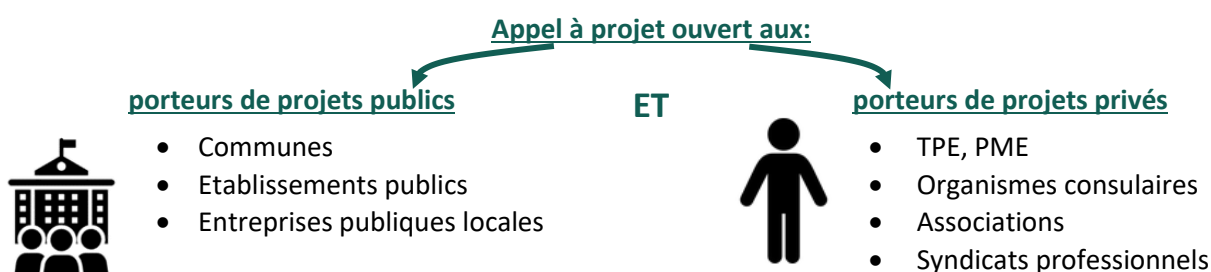 Appel à projet ouvert aux:
porteurs de projets publics
• Communes
• Etablissements publics
• Entreprises publiques locales
ET
porteurs de projets privés
• TPE, PME
• Organismes consulaires
• Associations
• Syndicats professionnels